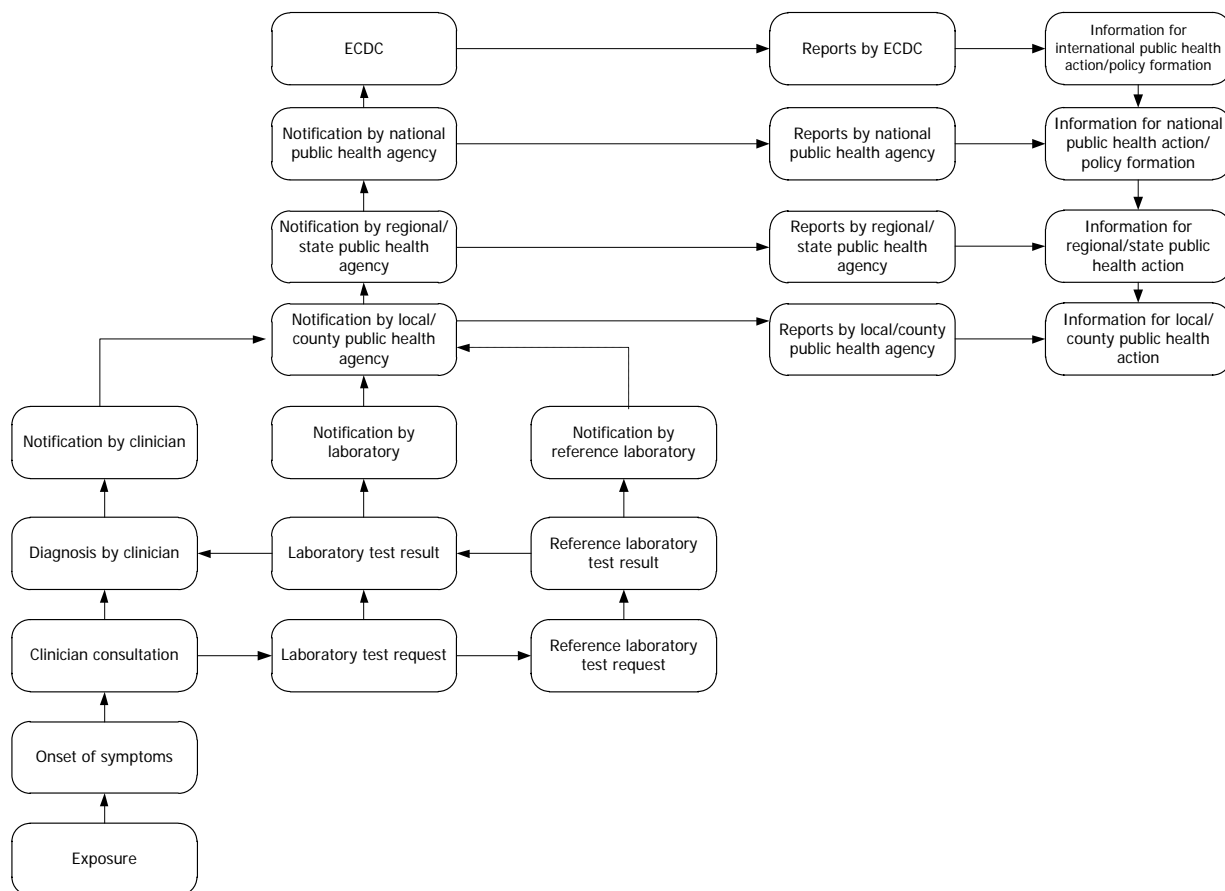 ECDC
Reports by ECDC
Information for
international public health
action/policy formation
Notification by national
public health agency
Reports by national
public health agency
Information for national
public health action/
policy formation
Notification by regional/
state public health
agency
Reports by regional/
state public health
agency
Information for
regional/state public
health action
Notification by local/
county public health
agency
Reports by local/county
public health agency
Information for local/
county public health
action
Notification by clinician
Notification by
laboratory
Notification by
reference laboratory
Diagnosis by clinician
Laboratory test result
Reference laboratory
test result
Clinician consultation
Laboratory test request
Reference laboratory
test request
Onset of symptoms
Exposure